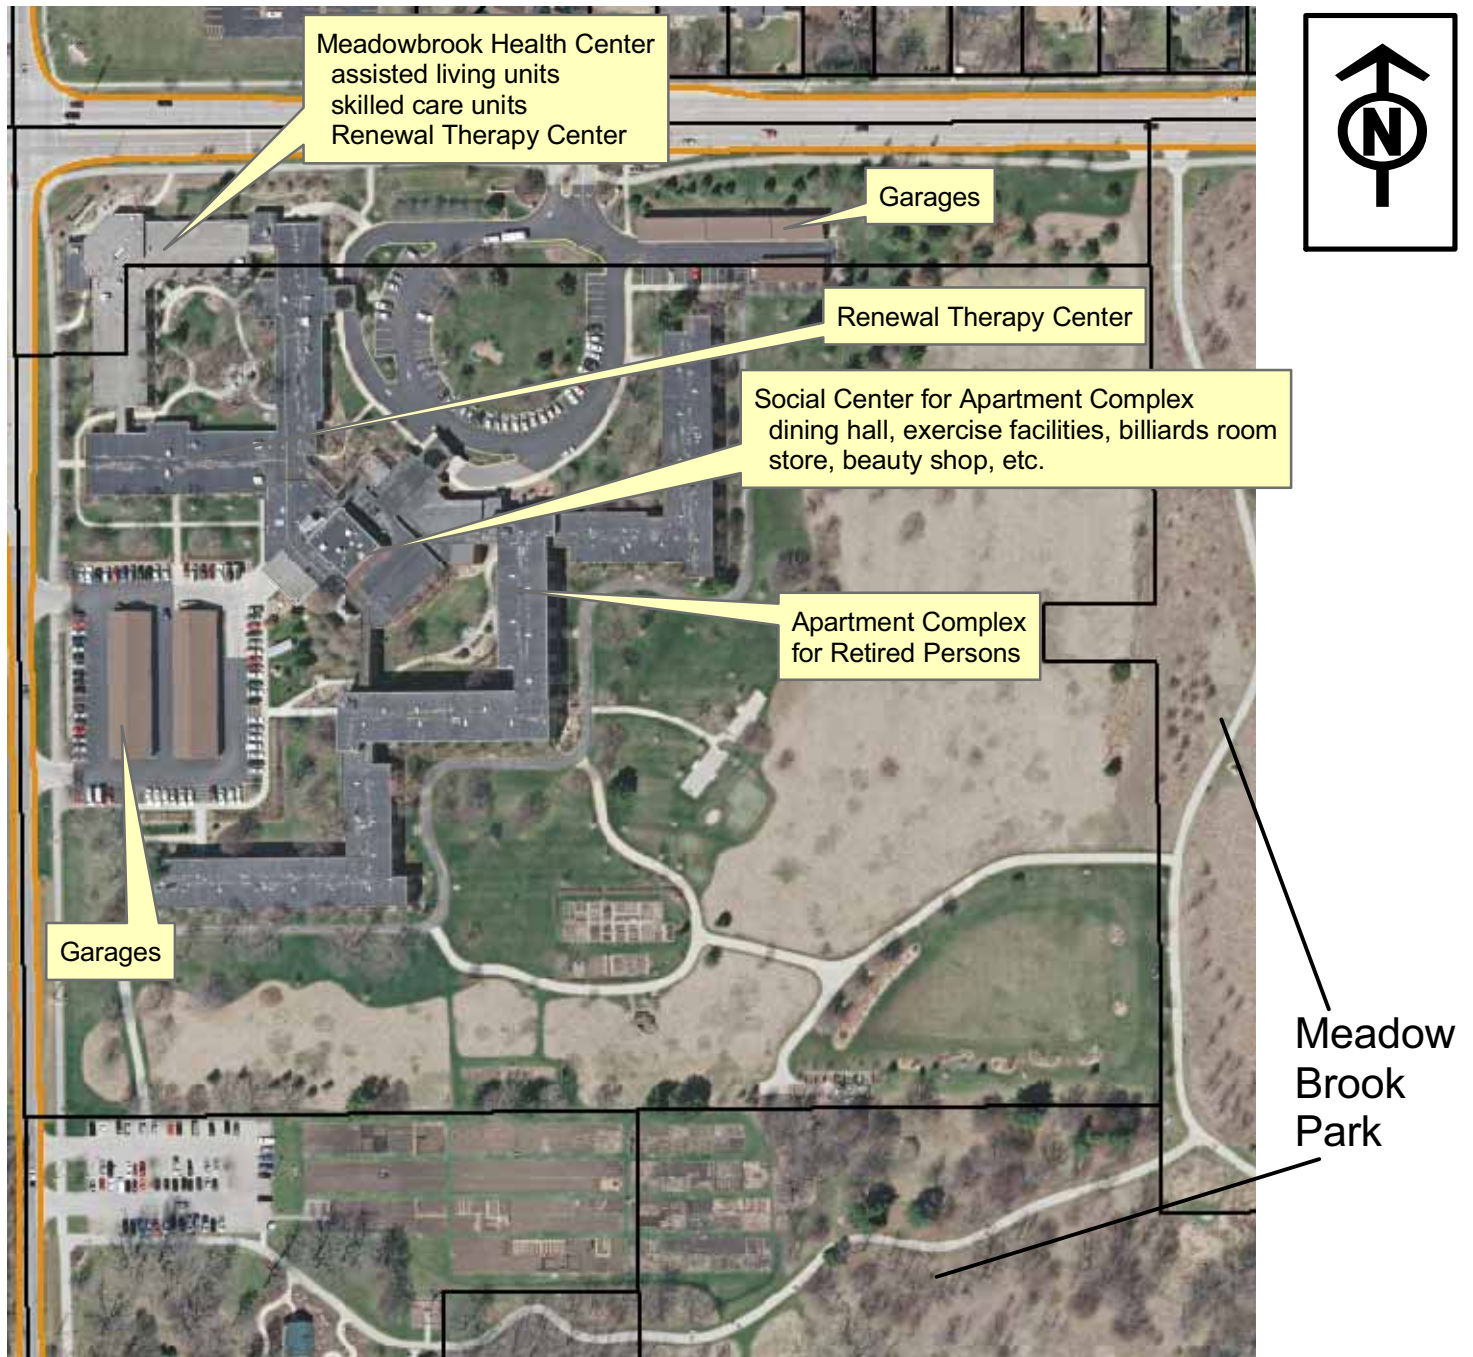 Meadowbrook Health Center
assisted living units
skilled care units
Renewal Therapy Center
N
Garages
Renewal Therapy Center
Social Center for Apartment Complex
dining hall, exercise facilities, billiards room
store, beauty shop, etc.
Apartment Complex
for Retired Persons
Garages
Meadow
Brook
Park